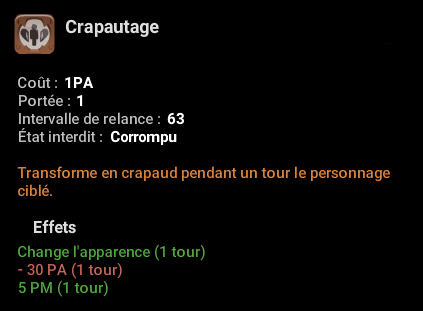 Crapautage
Coût : 1PA
Portée : 1
Intervalle de relance : 63
État interdit : Corrompu
Transforme en crapaud pendant un tour le personnage
ciblé.
Effets
Change l'apparence (1 tour)
- 30 PA (1 tour)
5 PM (1 tour)